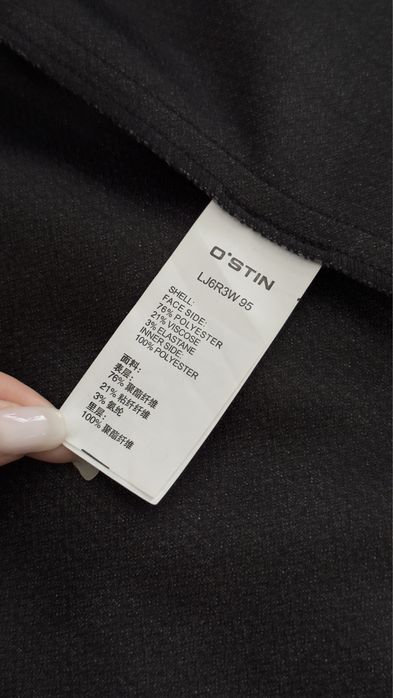 O'STIN
LJ6R3W 95
SHELL:
FACE SIDE:
76% POLYESTER
21% VISCOSE
3% ELASTANE
INNER SIDE:
100% POLYESTER
面料:
表层:
76% 聚酯纤维
21% 粘纤纤维
3% 氨纶
里层:
100% 聚酯纤维